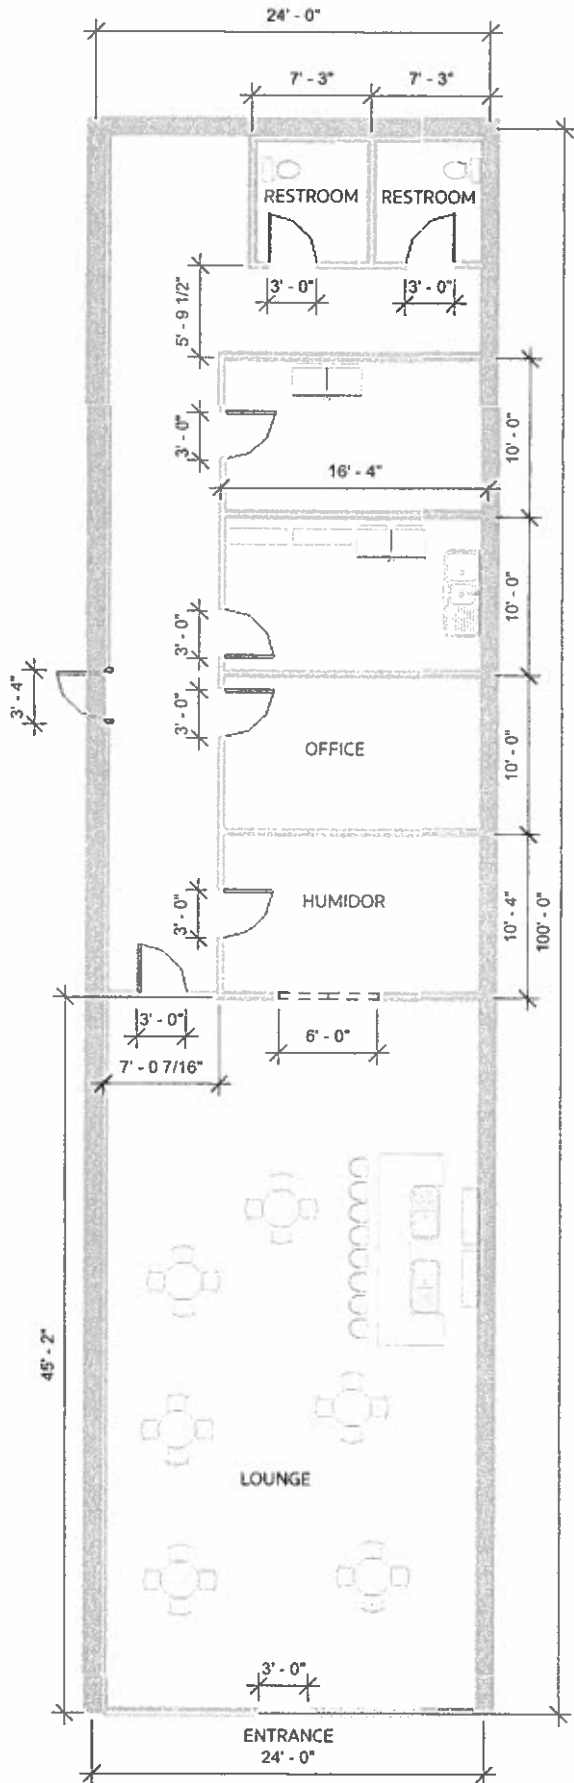 24' - 0"
7' - 3"
7' - 3"
RESTROOM
RESTROOM
3' - 0"
3' - 0"
5' - 9 1/2"
3' - 0"
10' - 0"
16' - 4"
3' - 0"
10' - 0"
3' - 4"
3' - 0"
OFFICE
10' - 0"
HUMIDOR
3' - 0"
10' - 4"
100' - 0"
3' - 0"
6' - 0"
7' - 0 7/16"
45' - 2"
LOUNGE
3' - 0"
ENTRANCE
24' - 0"